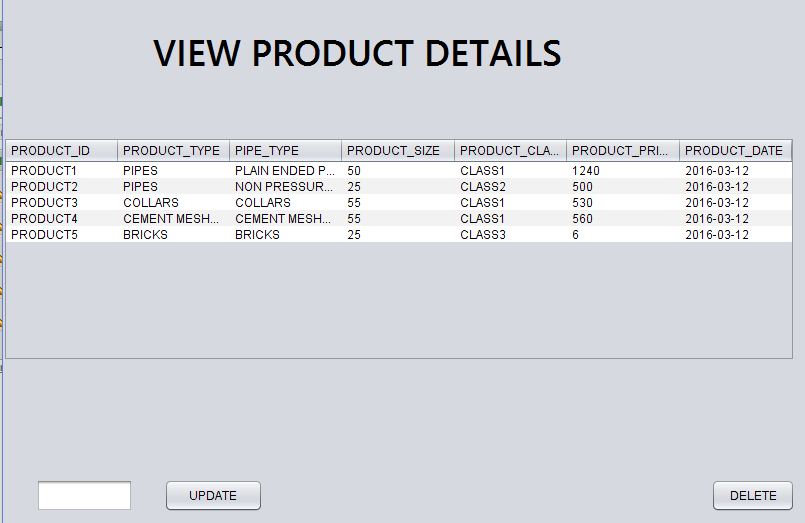 VIEW PRODUCT DETAILS
PRODUCT_ID PRODUCT_TYPE PIPE_TYPE PRODUCT_SIZE PRODUCT_CLA... PRODUCT_PRI... PRODUCT_DATE
PRODUCT1 PIPES PLAIN ENDED P... 50 CLASS1 1240 2016-03-12
PRODUCT2 PIPES NON PRESSUR... 25 CLASS2 500 2016-03-12
PRODUCT3 COLLARS COLLARS 55 CLASS1 530 2016-03-12
PRODUCT4 CEMENT MESH... CEMENT MESH... 55 CLASS1 560 2016-03-12
PRODUCT5 BRICKS BRICKS 25 CLASS3 6 2016-03-12
UPDATE DELETE